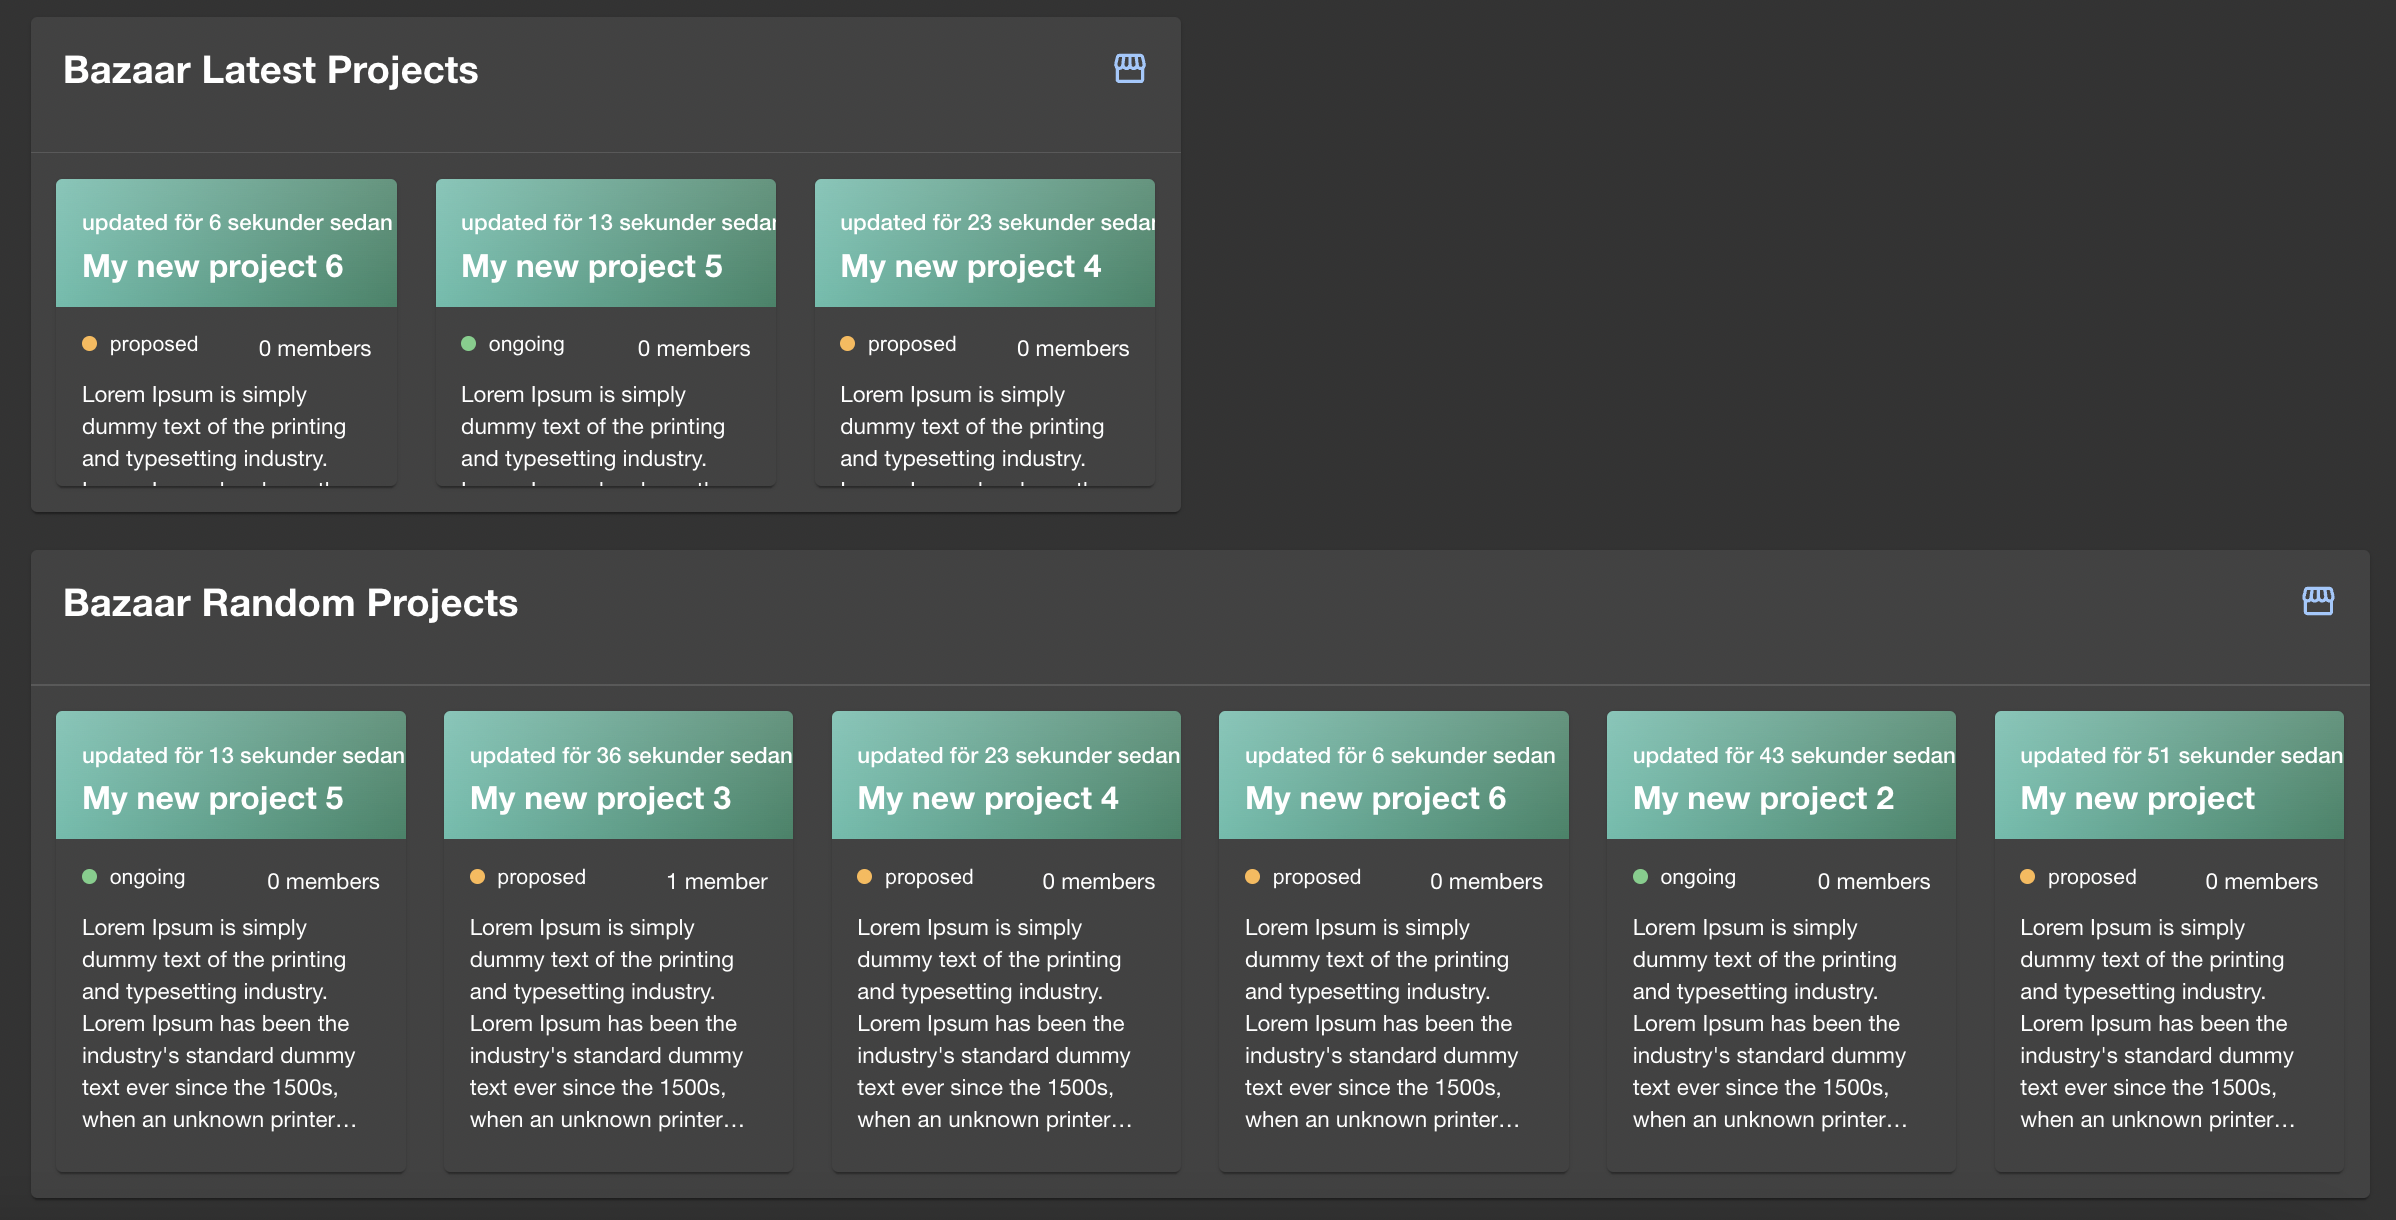 Bazaar Latest Projects
updated för 6 sekunder sedan
My new project 6
proposed
0 members
Lorem Ipsum is simply
dummy text of the printing
and typesetting industry.
updated för 13 sekunder sedan
My new project 5
ongoing
0 members
Lorem Ipsum is simply
dummy text of the printing
and typesetting industry.
updated för 23 sekunder sedan
My new project 4
proposed
0 members
Lorem Ipsum is simply
dummy text of the printing
and typesetting industry.
Bazaar Random Projects
updated för 13 sekunder sedan
My new project 5
ongoing
0 members
Lorem Ipsum is simply
dummy text of the printing
and typesetting industry.
Lorem Ipsum has been the
industry's standard dummy
text ever since the 1500s,
when an unknown printer…
updated för 36 sekunder sedan
My new project 3
proposed
1 member
Lorem Ipsum is simply
dummy text of the printing
and typesetting industry.
Lorem Ipsum has been the
industry's standard dummy
text ever since the 1500s,
when an unknown printer…
updated för 23 sekunder sedan
My new project 4
proposed
0 members
Lorem Ipsum is simply
dummy text of the printing
and typesetting industry.
Lorem Ipsum has been the
industry's standard dummy
text ever since the 1500s,
when an unknown printer…
updated för 6 sekunder sedan
My new project 6
proposed
0 members
Lorem Ipsum is simply
dummy text of the printing
and typesetting industry.
Lorem Ipsum has been the
industry's standard dummy
text ever since the 1500s,
when an unknown printer…
updated för 43 sekunder sedan
My new project 2
ongoing
0 members
Lorem Ipsum is simply
dummy text of the printing
and typesetting industry.
Lorem Ipsum has been the
industry's standard dummy
text ever since the 1500s,
when an unknown printer…
updated för 51 sekunder sedan
My new project
proposed
0 members
Lorem Ipsum is simply
dummy text of the printing
and typesetting industry.
Lorem Ipsum has been the
industry's standard dummy
text ever since the 1500s,
when an unknown printer…